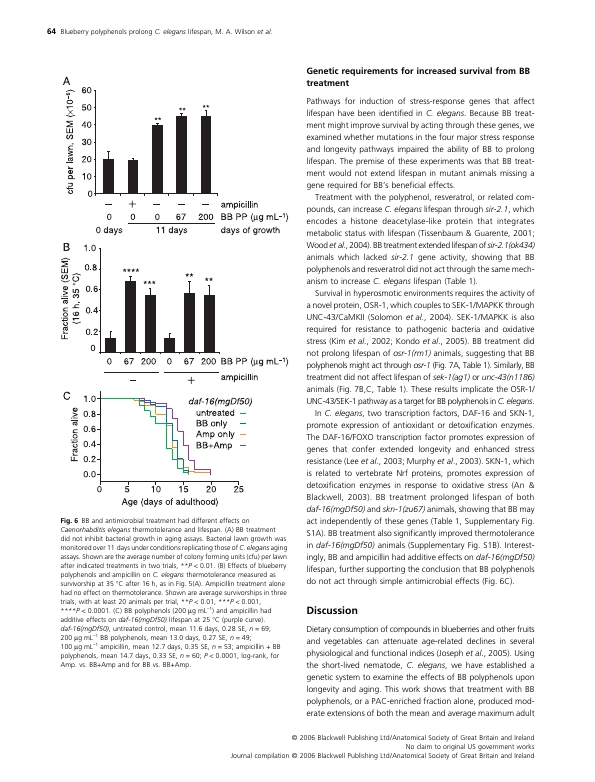 64 Blueberry polyphenols prolong C. elegans lifespan, M. A. Wilson et al.
A
cfu per lawn, SEM (×10⁻⁴)
60
50
40
30
20
10
0
** ** **
– + – – – ampicillin
0 0 0 67 200 BB PP (μg mL⁻¹)
0 days 11 days days of growth
B
Fraction alive (SEM)
(16 h, 35 °C)
1.0
0.8
0.6
0.4
0.2
0
**** *** ** **
0 67 200 0 67 200 BB PP (μg mL⁻¹)
– + ampicillin
C
Fraction alive
1.0
0.8
0.6
0.4
0.2
0.0
daf-16(mgDf50)
untreated
BB only
Amp only
BB+Amp
0 5 10 15 20 25
Age (days of adulthood)
Fig. 6 BB and antimicrobial treatment had different effects on
Caenorhabditis elegans thermotolerance and lifespan. (A) BB treatment
did not inhibit bacterial growth in aging assays. Bacterial lawn growth was
monitored over 11 days under conditions replicating those of C. elegans aging
assays. Shown are the average number of colony forming units (cfu) per lawn
after indicated treatments in two trials, **P < 0.01. (B) Effects of blueberry
polyphenols and ampicillin on C. elegans thermotolerance measured as
survivorship at 35 °C after 16 h, as in Fig. 5(A). Ampicillin treatment alone
had no effect on thermotolerance. Shown are average survivorships in three
trials, with at least 20 animals per trial, **P < 0.01, ***P < 0.001,
****P < 0.0001. (C) BB polyphenols (200 μg mL⁻¹) and ampicillin had
additive effects on daf-16(mgDf50) lifespan at 25 °C (purple curve).
daf-16(mgDf50), untreated control, mean 11.6 days, 0.28 SE, n = 69;
200 μg mL⁻¹ BB polyphenols, mean 13.0 days, 0.27 SE, n = 49;
100 μg mL⁻¹ ampicillin, mean 12.7 days, 0.35 SE, n = 53; ampicillin + BB
polyphenols, mean 14.7 days, 0.33 SE, n = 60; P < 0.0001, log-rank, for
Amp. vs. BB+Amp and for BB vs. BB+Amp.
Genetic requirements for increased survival from BB
treatment
Pathways for induction of stress-response genes that affect
lifespan have been identified in C. elegans. Because BB treat-
ment might improve survival by acting through these genes, we
examined whether mutations in the four major stress response
and longevity pathways impaired the ability of BB to prolong
lifespan. The premise of these experiments was that BB treat-
ment would not extend lifespan in mutant animals missing a
gene required for BB's beneficial effects.
Treatment with the polyphenol, resveratrol, or related com-
pounds, can increase C. elegans lifespan through sir-2.1, which
encodes a histone deacetylase-like protein that integrates
metabolic status with lifespan (Tissenbaum & Guarente, 2001;
Wood et al., 2004). BB treatment extended lifespan of sir-2.1(ok434)
animals which lacked sir-2.1 gene activity, showing that BB
polyphenols and resveratrol did not act through the same mech-
anism to increase C. elegans lifespan (Table 1).
Survival in hyperosmotic environments requires the activity of
a novel protein, OSR-1, which couples to SEK-1/MAPKK through
UNC-43/CaMKII (Solomon et al., 2004). SEK-1/MAPKK is also
required for resistance to pathogenic bacteria and oxidative
stress (Kim et al., 2002; Kondo et al., 2005). BB treatment did
not prolong lifespan of osr-1(rm1) animals, suggesting that BB
polyphenols might act through osr-1 (Fig. 7A, Table 1). Similarly, BB
treatment did not affect lifespan of sek-1(ag1) or unc-43(n1186)
animals (Fig. 7B,C, Table 1). These results implicate the OSR-1/
UNC-43/SEK-1 pathway as a target for BB polyphenols in C. elegans.
In C. elegans, two transcription factors, DAF-16 and SKN-1,
promote expression of antioxidant or detoxification enzymes.
The DAF-16/FOXO transcription factor promotes expression of
genes that confer extended longevity and enhanced stress
resistance (Lee et al., 2003; Murphy et al., 2003). SKN-1, which
is related to vertebrate Nrf proteins, promotes expression of
detoxification enzymes in response to oxidative stress (An &
Blackwell, 2003). BB treatment prolonged lifespan of both
daf-16(mgDf50) and skn-1(zu67) animals, showing that BB may
act independently of these genes (Table 1, Supplementary Fig.
S1A). BB treatment also significantly improved thermotolerance
in daf-16(mgDf50) animals (Supplementary Fig. S1B). Interest-
ingly, BB and ampicillin had additive effects on daf-16(mgDf50)
lifespan, further supporting the conclusion that BB polyphenols
do not act through simple antimicrobial effects (Fig. 6C).
Discussion
Dietary consumption of compounds in blueberries and other fruits
and vegetables can attenuate age-related declines in several
physiological and functional indices (Joseph et al., 2005). Using
the short-lived nematode, C. elegans, we have established a
genetic system to examine the effects of BB polyphenols upon
longevity and aging. This work shows that treatment with BB
polyphenols, or a PAC-enriched fraction alone, produced mod-
erate extensions of both the mean and average maximum adult
© 2006 Blackwell Publishing Ltd/Anatomical Society of Great Britain and Ireland
No claim to original US government works
Journal compilation © 2006 Blackwell Publishing Ltd/Anatomical Society of Great Britain and Ireland